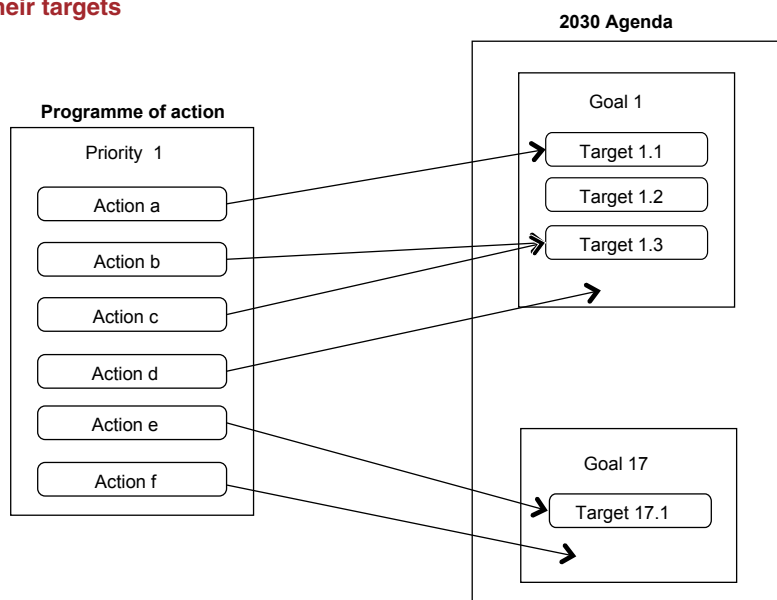 heir targets
2030 Agenda
Programme of action
Priority 1
Action a
Action b
Action c
Action d
Action e
Action f
Goal 1
Target 1.1
Target 1.2
Target 1.3
Goal 17
Target 17.1